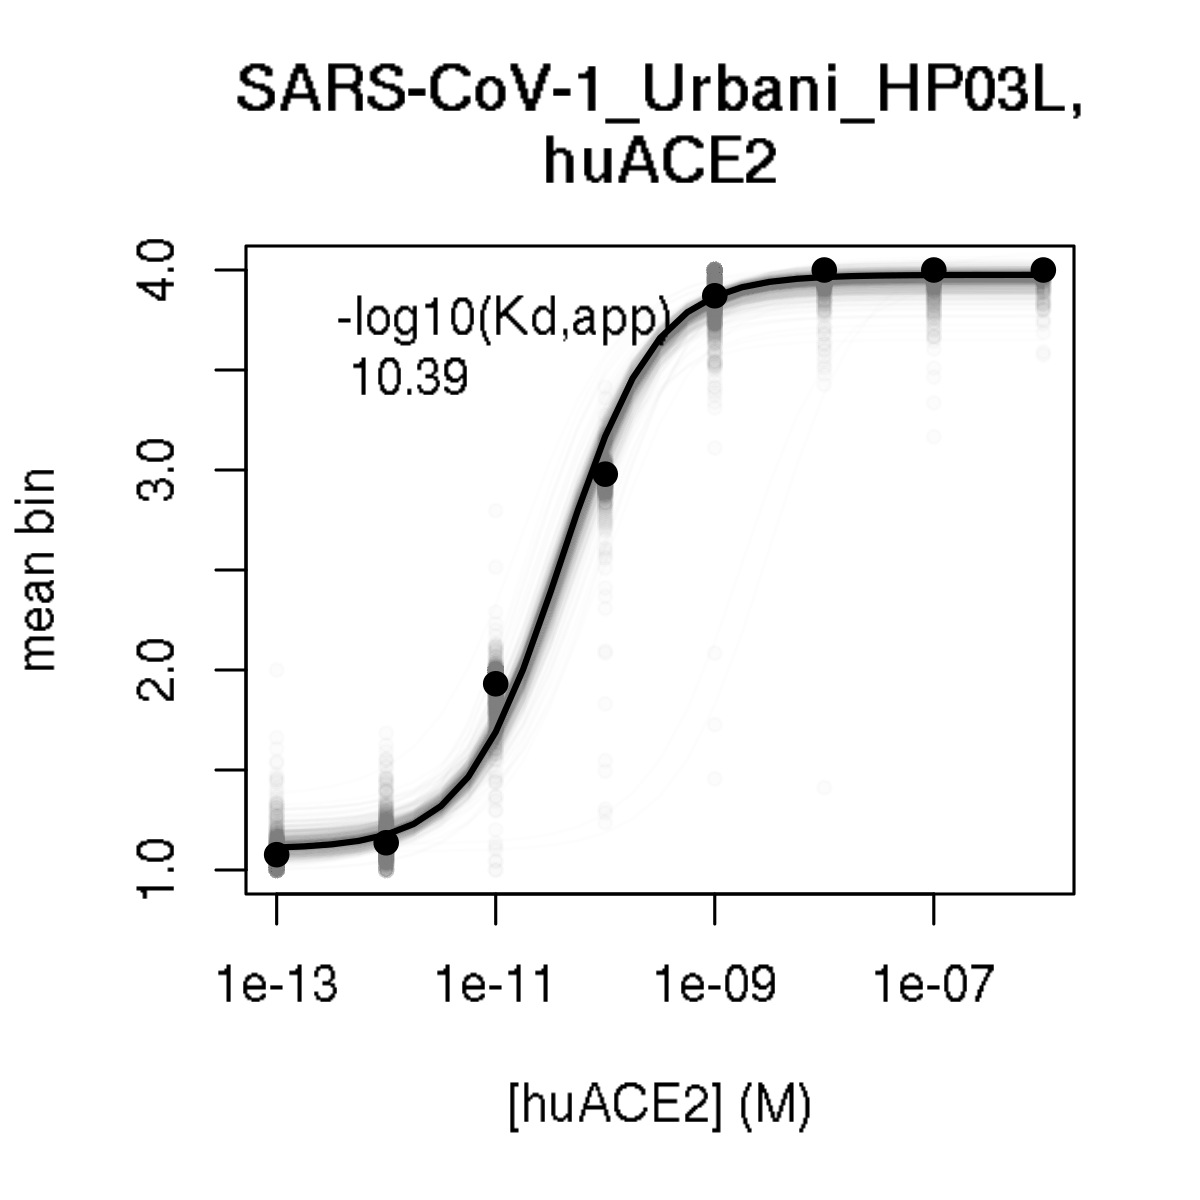 SARS-CoV-1_Urbani_HP03L,
huACE2
-log10(Kd,app)
10.39
mean bin
4.0
3.0
2.0
1.0
1e-13
1e-11
1e-09
1e-07
[huACE2] (M)